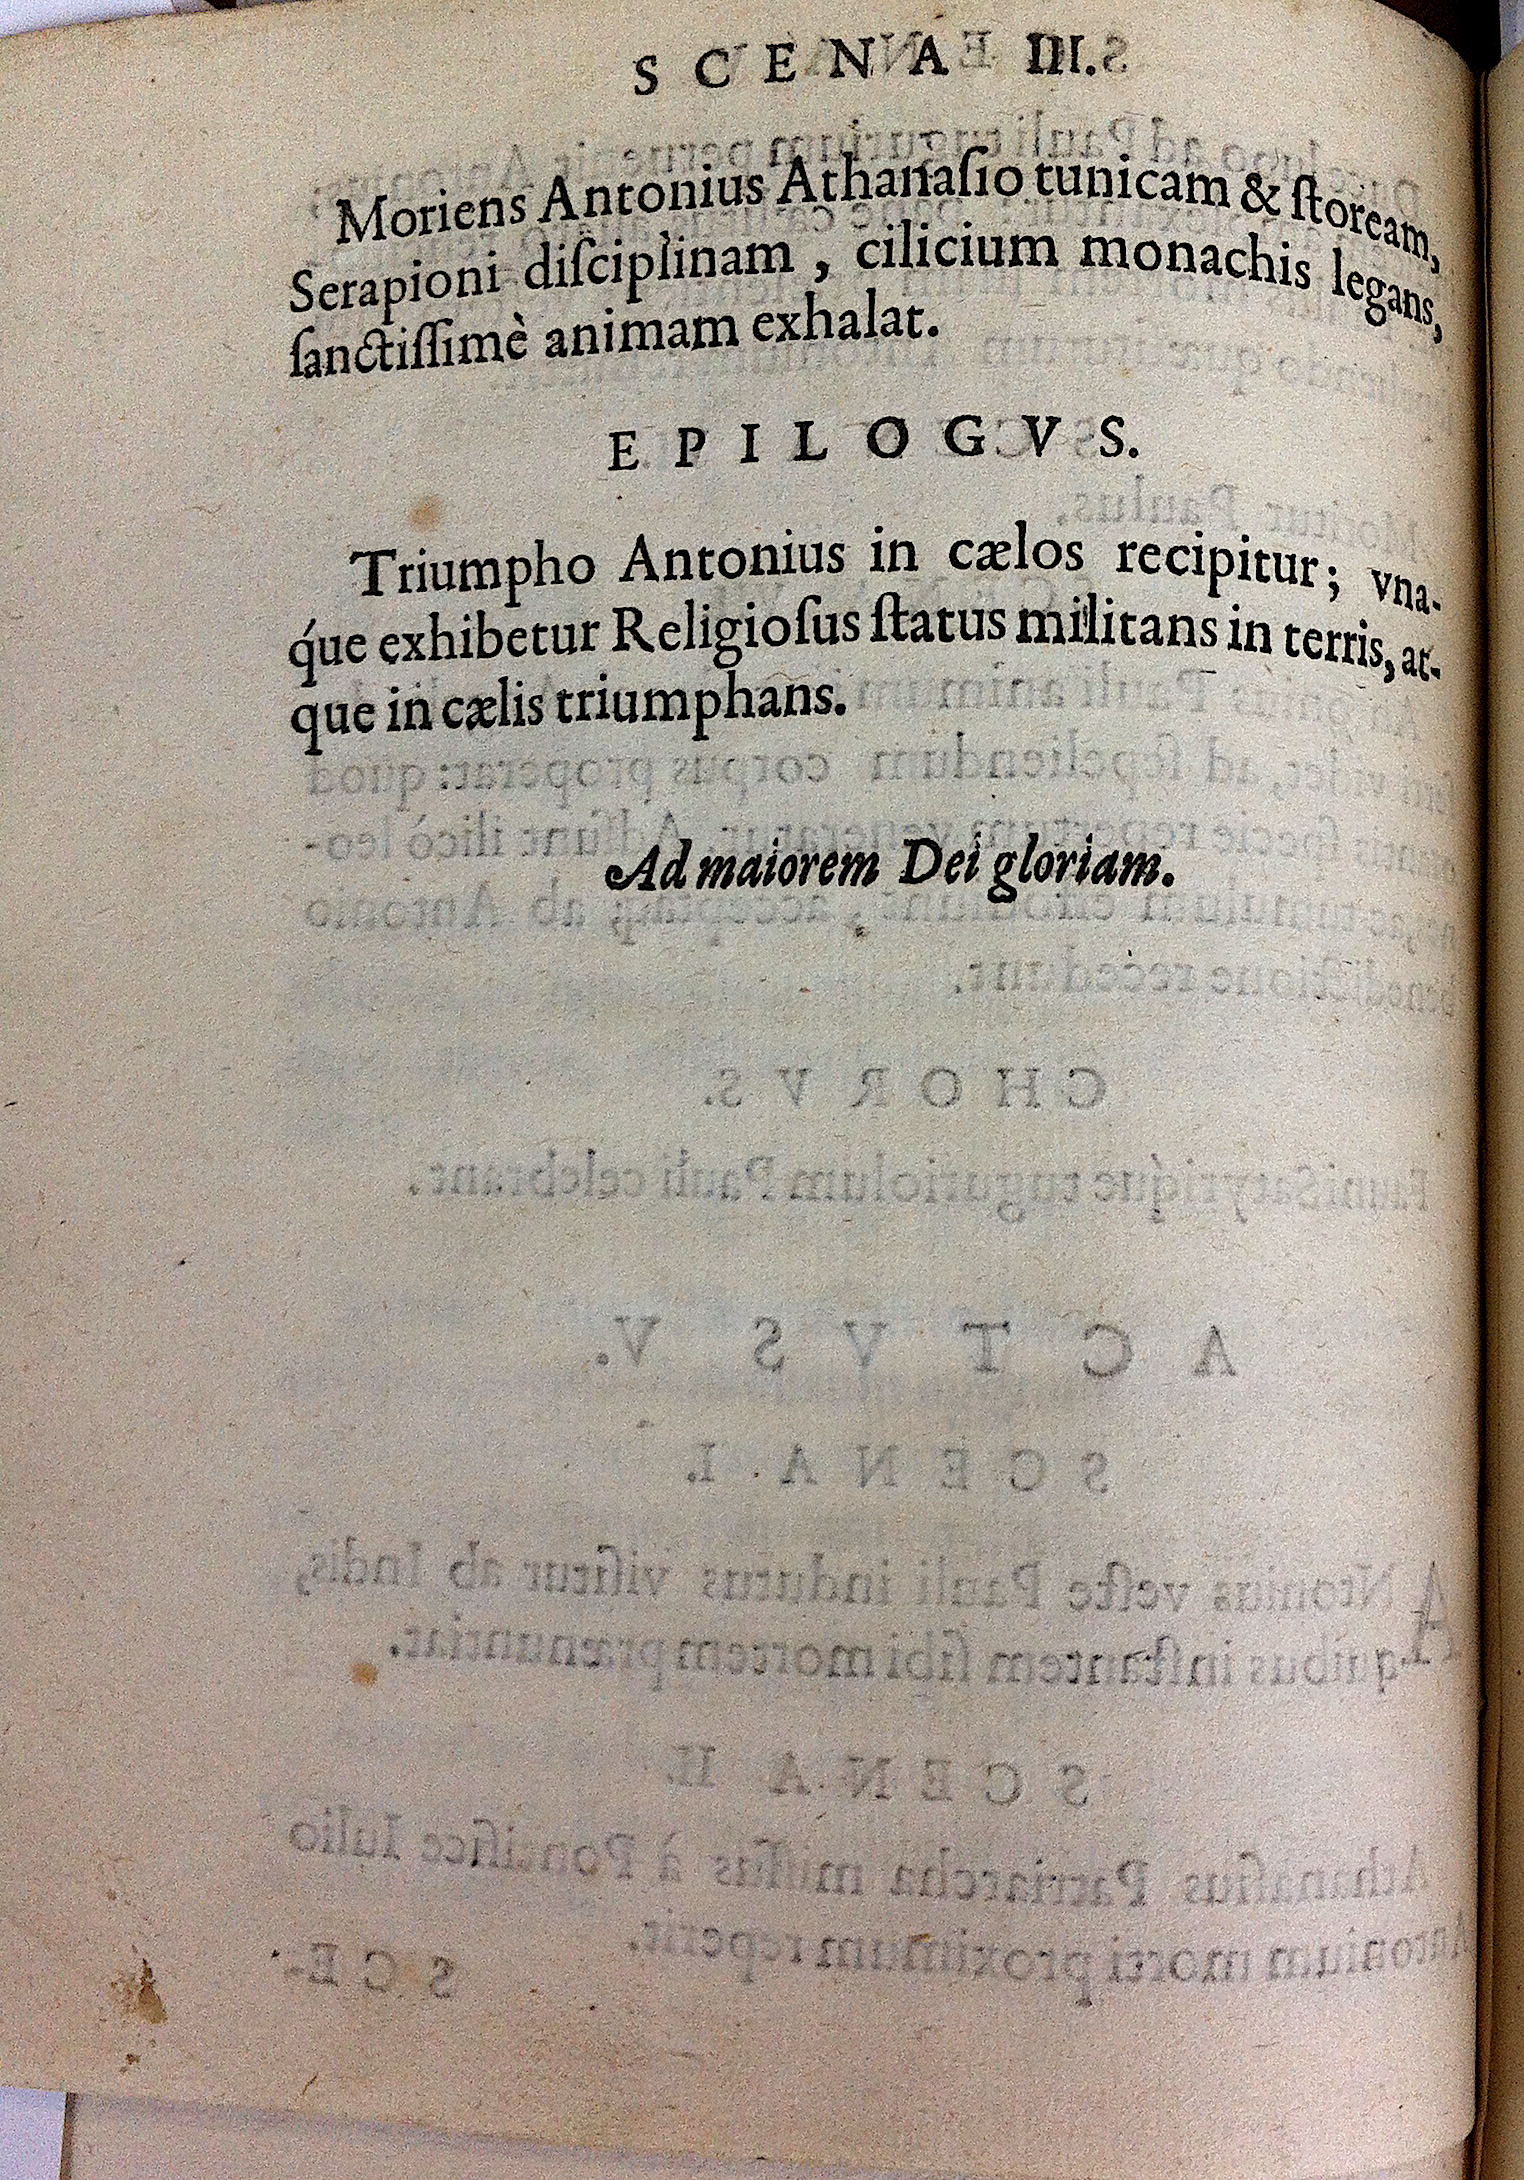 SCENA III.
Moriens Antonius Athanaſio tunicam & ſtoream,
Serapioni diſciplinam, cilicium monachis legans,
ſanctiſſimè animam exhalat.
EPILOGVS.
Triumpho Antonius in cælos recipitur; vna-
q́ue exhibetur Religioſus ſtatus militans in terris, at-
que in cælis triumphans.
Ad maiorem Dei gloriam.